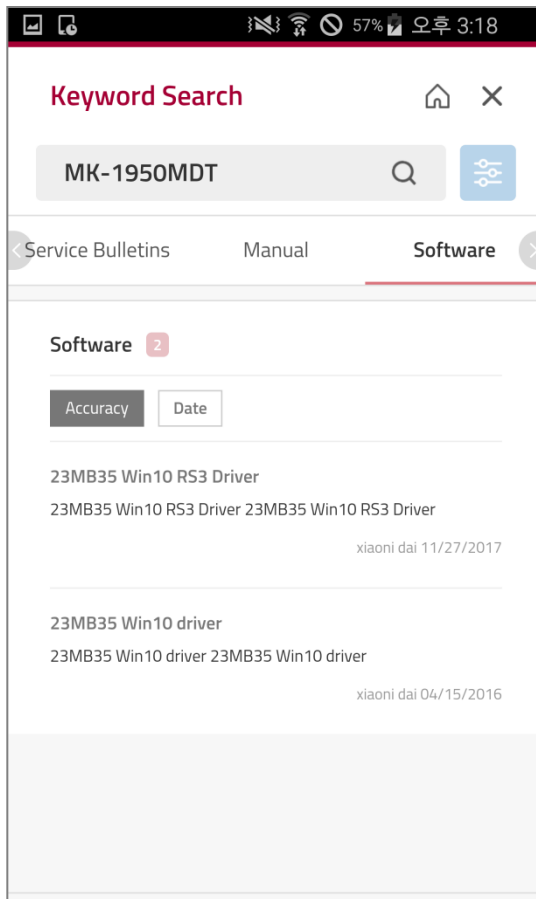 57% 오후 3:18
Keyword Search
MK-1950MDT
Service Bulletins Manual Software
Software 2
Accuracy Date
23MB35 Win10 RS3 Driver
23MB35 Win10 RS3 Driver 23MB35 Win10 RS3 Driver
xiaoni dai 11/27/2017
23MB35 Win10 driver
23MB35 Win10 driver 23MB35 Win10 driver
xiaoni dai 04/15/2016